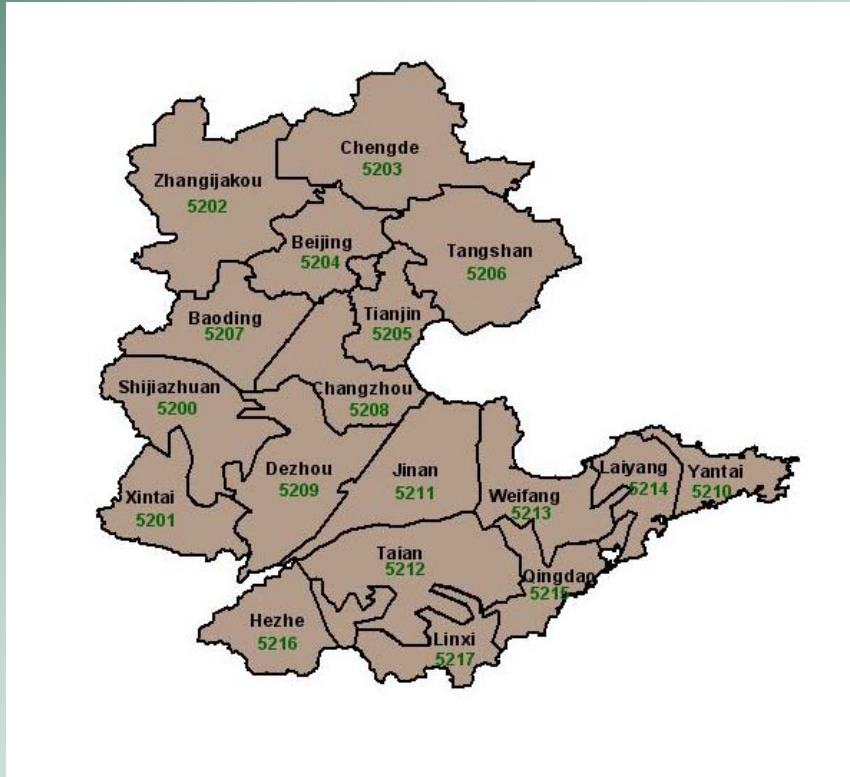 Chengde
5203
Zhangijakou
5202
Beijing
5204
Tangshan
5206
Baoding
5207
Tianjin
5205
Shijiazhuan
5200
Changzhou
5208
Dezhou
5209
Jinan
5211
Laiyang
5214
Yantai
5210
Xintai
5201
Weifang
5213
Taian
5212
Qingdao
5215
Hezhe
5216
Linxi
5217